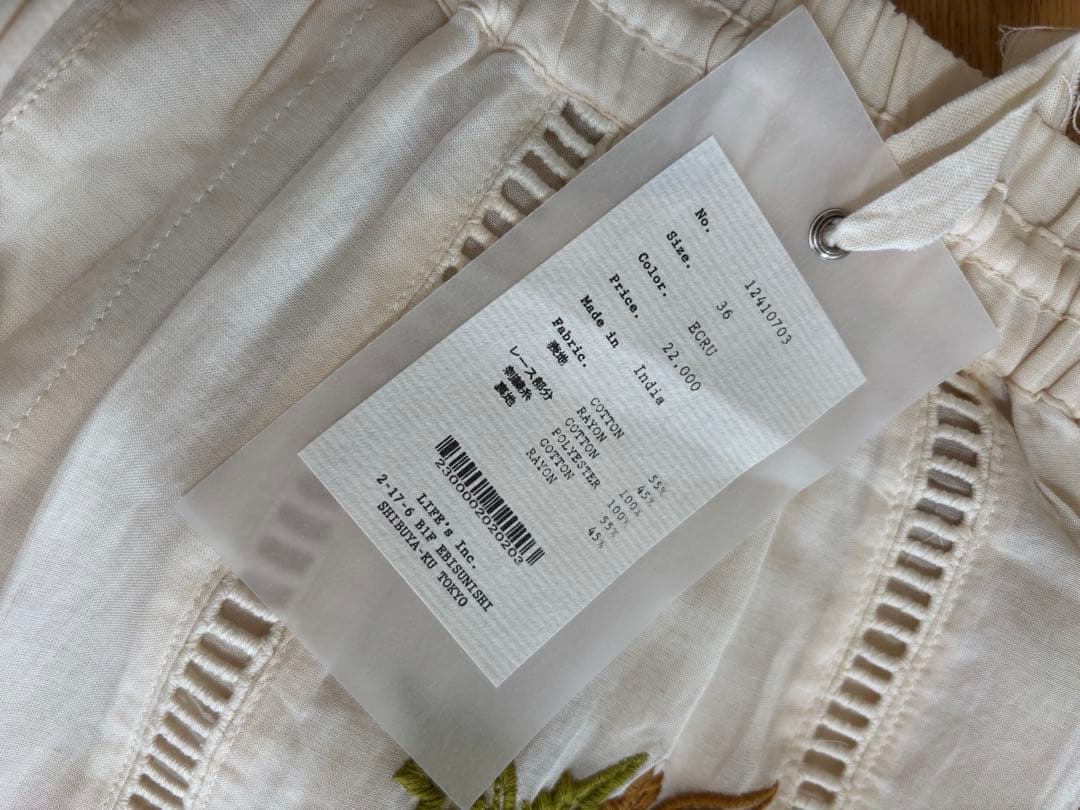 No. 12410703
Size. 36
Color. ECRU
Price. 22.000
Made in India
Fabric.
表地 COTTON 55%
RAYON 45%
レース部分 COTTON 100%
刺繍糸 POLYESTER 100%
裏地 COTTON 55%
RAYON 45%
2300002020203
LIFE's Inc.
2-17-6 B1F EBISUNISHI
SHIBUYA-KU TOKYO